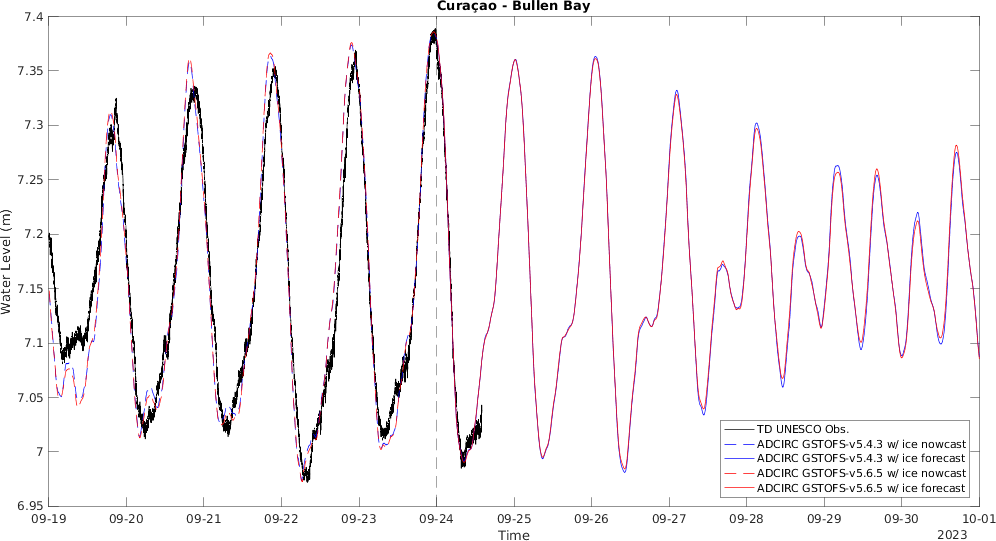 Curaçao - Bullen Bay
7.4
7.35
7.3
7.25
7.2
7.15
7.1
7.05
7
6.95
Water Level (m)
TD UNESCO Obs.
ADCIRC GSTOFS-v5.4.3 w/ ice nowcast
ADCIRC GSTOFS-v5.4.3 w/ ice forecast
ADCIRC GSTOFS-v5.6.5 w/ ice nowcast
ADCIRC GSTOFS-v5.6.5 w/ ice forecast
09-19 09-20 09-21 09-22 09-23 09-24 09-25 09-26 09-27 09-28 09-29 09-30 10-01
Time
2023